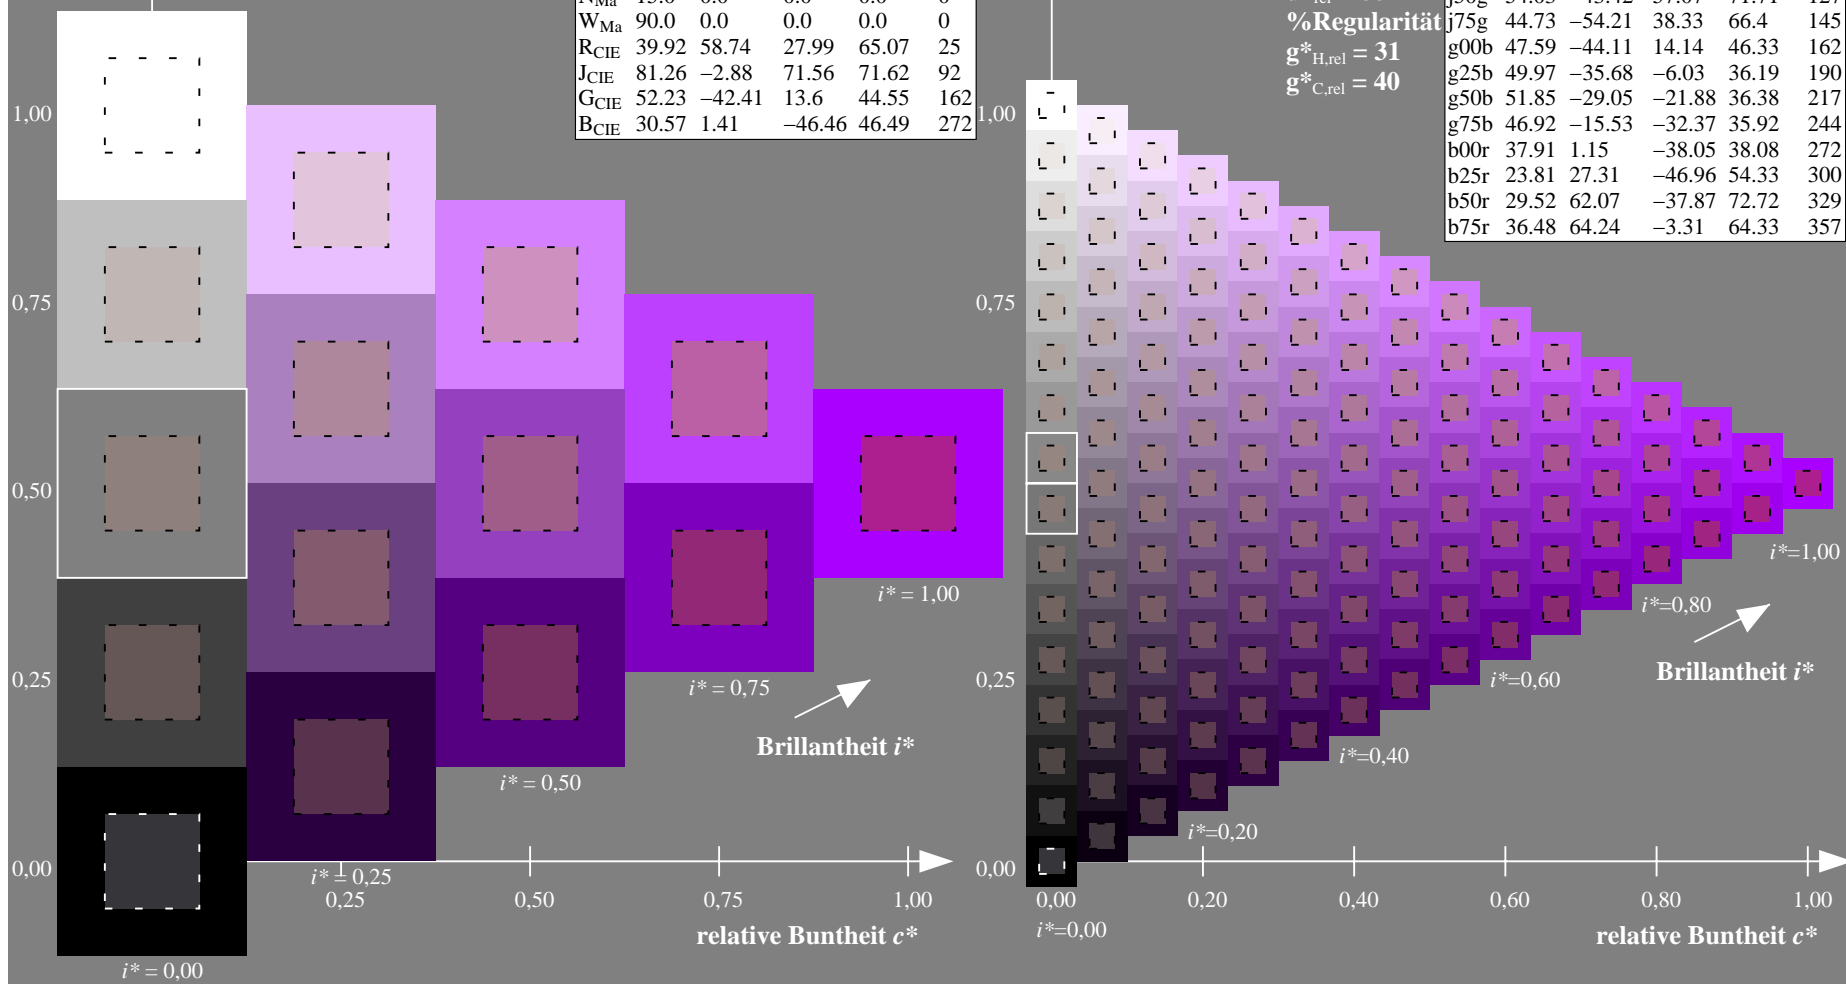 W_Ma 90.0 0.0 0.0 0.0 0
R_CIE 39.92 58.74 27.99 65.07 25
J_CIE 81.26 −2.88 71.56 71.62 92
G_CIE 52.23 −42.41 13.6 44.55 162
B_CIE 30.57 1.41 −46.46 46.49 272
1,00
0,75
0,50
0,25
0,00
i* = 1,00
i* = 0,75
i* = 0,50
i* = 0,25
i* = 0,00
Brillantheit i*
0,25 0,50 0,75 1,00
relative Buntheit c*
%Regularität
g*_H,rel = 31
g*_C,rel = 40
j75g 44.73 −54.21 38.33 66.4 145
g00b 47.59 −44.11 14.14 46.33 162
g25b 49.97 −35.68 −6.03 36.19 190
g50b 51.85 −29.05 −21.88 36.38 217
g75b 46.92 −15.53 −32.37 35.92 244
b00r 37.91 1.15 −38.05 38.08 272
b25r 23.81 27.31 −46.96 54.33 300
b50r 29.52 62.07 −37.87 72.72 329
b75r 36.48 64.24 −3.31 64.33 357
1,00
0,75
0,50
0,25
0,00
i*=1,00
i*=0,80
i*=0,60
i*=0,40
i*=0,20
i*=0,00
Brillantheit i*
0,00 0,20 0,40 0,60 0,80 1,00
relative Buntheit c*